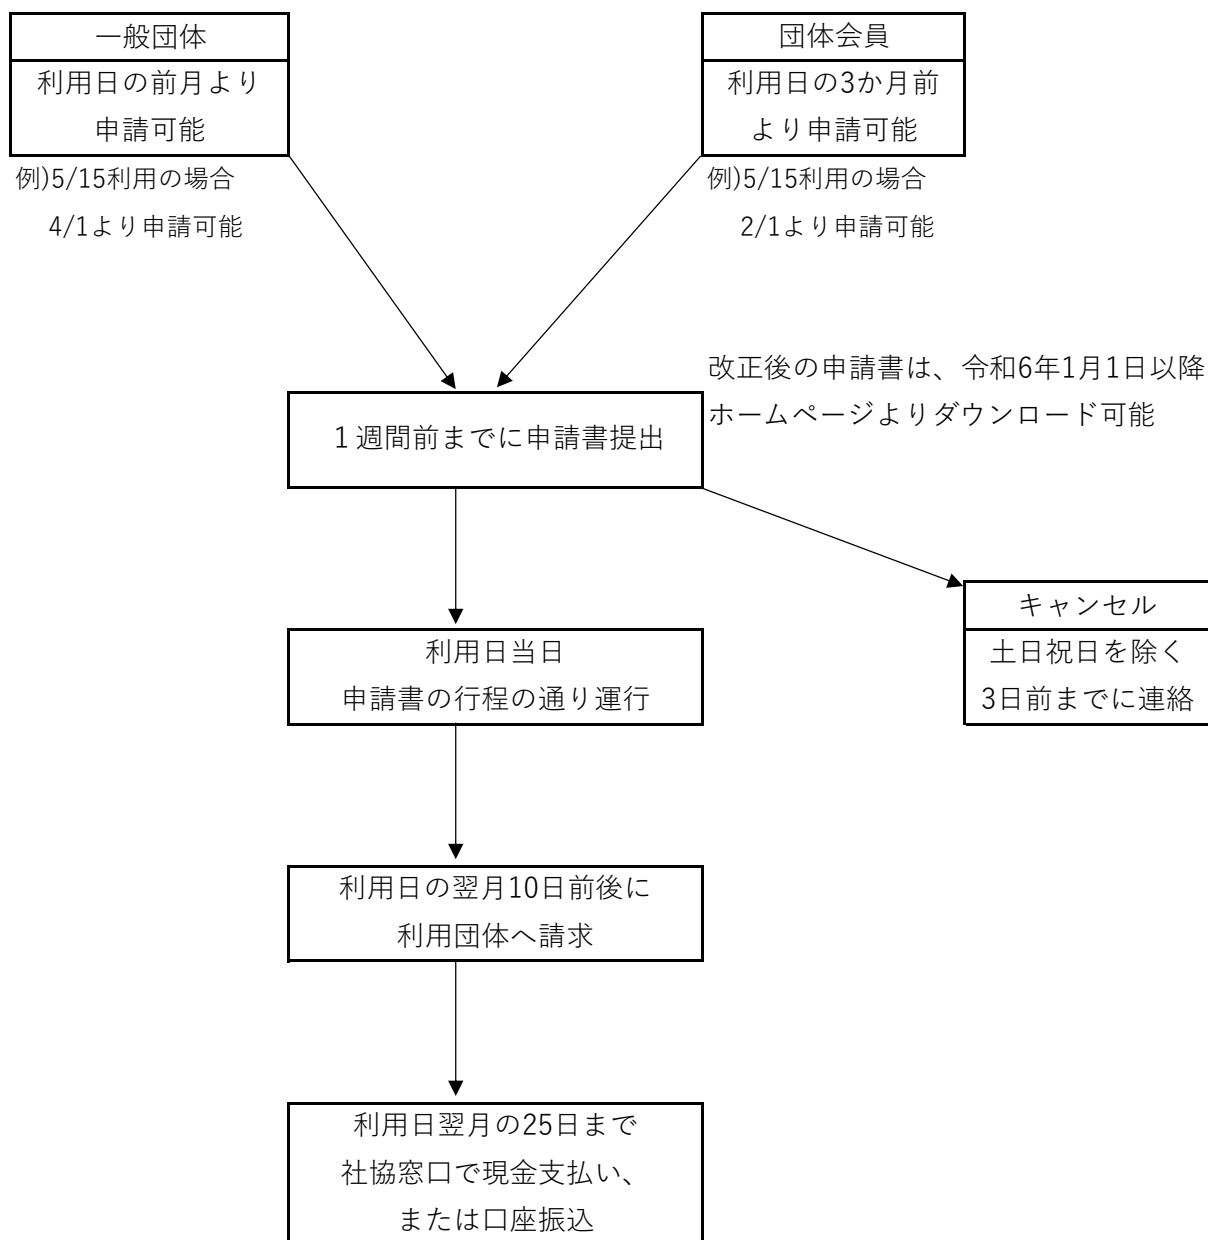 一般団体
利用日の前月より
申請可能
例)5/15利用の場合
4/1より申請可能
団体会員
利用日の3か月前
より申請可能
例)5/15利用の場合
2/1より申請可能
改正後の申請書は、令和6年1月1日以降
ホームページよりダウンロード可能
１週間前までに申請書提出
キャンセル
土日祝日を除く
3日前までに連絡
利用日当日
申請書の行程の通り運行
利用日の翌月10日前後に
利用団体へ請求
利用日翌月の25日まで
社協窓口で現金支払い、
または口座振込